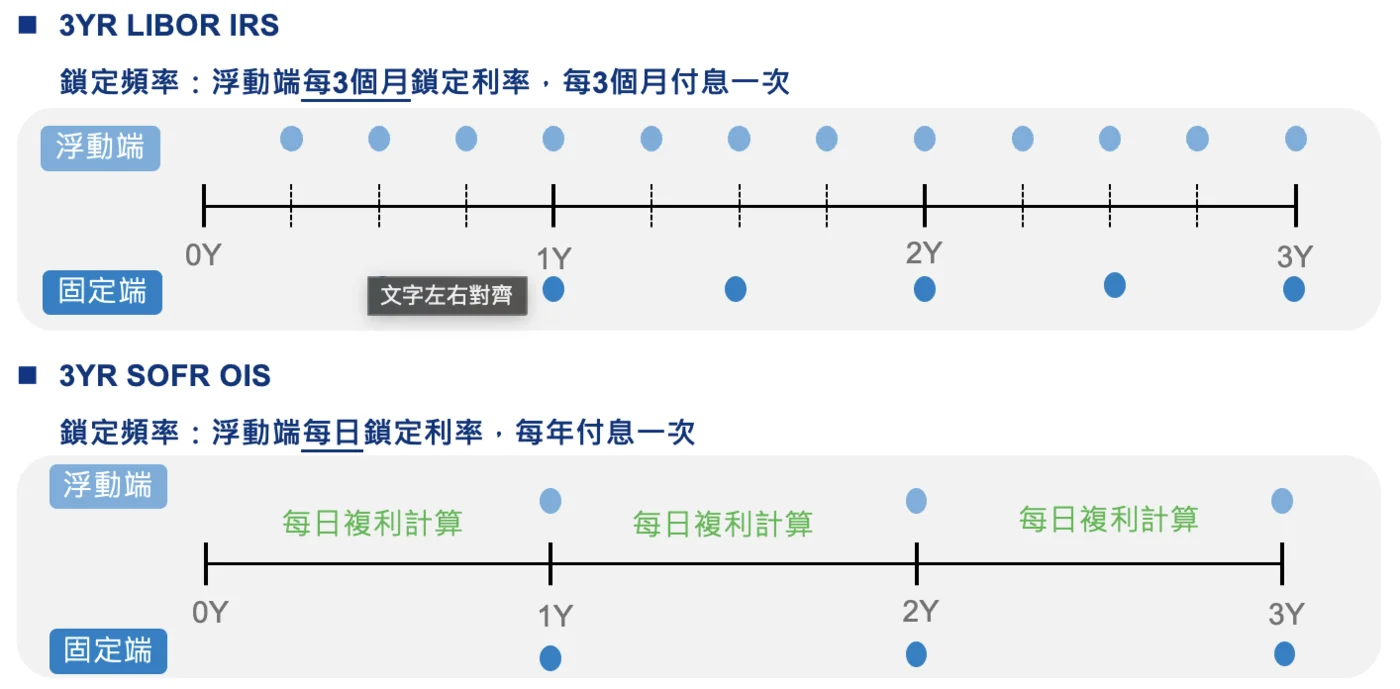 3YR LIBOR IRS
鎖定頻率：浮動端每3個月鎖定利率，每3個月付息一次
浮動端
0Y
1Y
2Y
3Y
固定端
文字左右對齊
3YR SOFR OIS
鎖定頻率：浮動端每日鎖定利率，每年付息一次
浮動端
每日複利計算
每日複利計算
每日複利計算
0Y
1Y
2Y
3Y
固定端